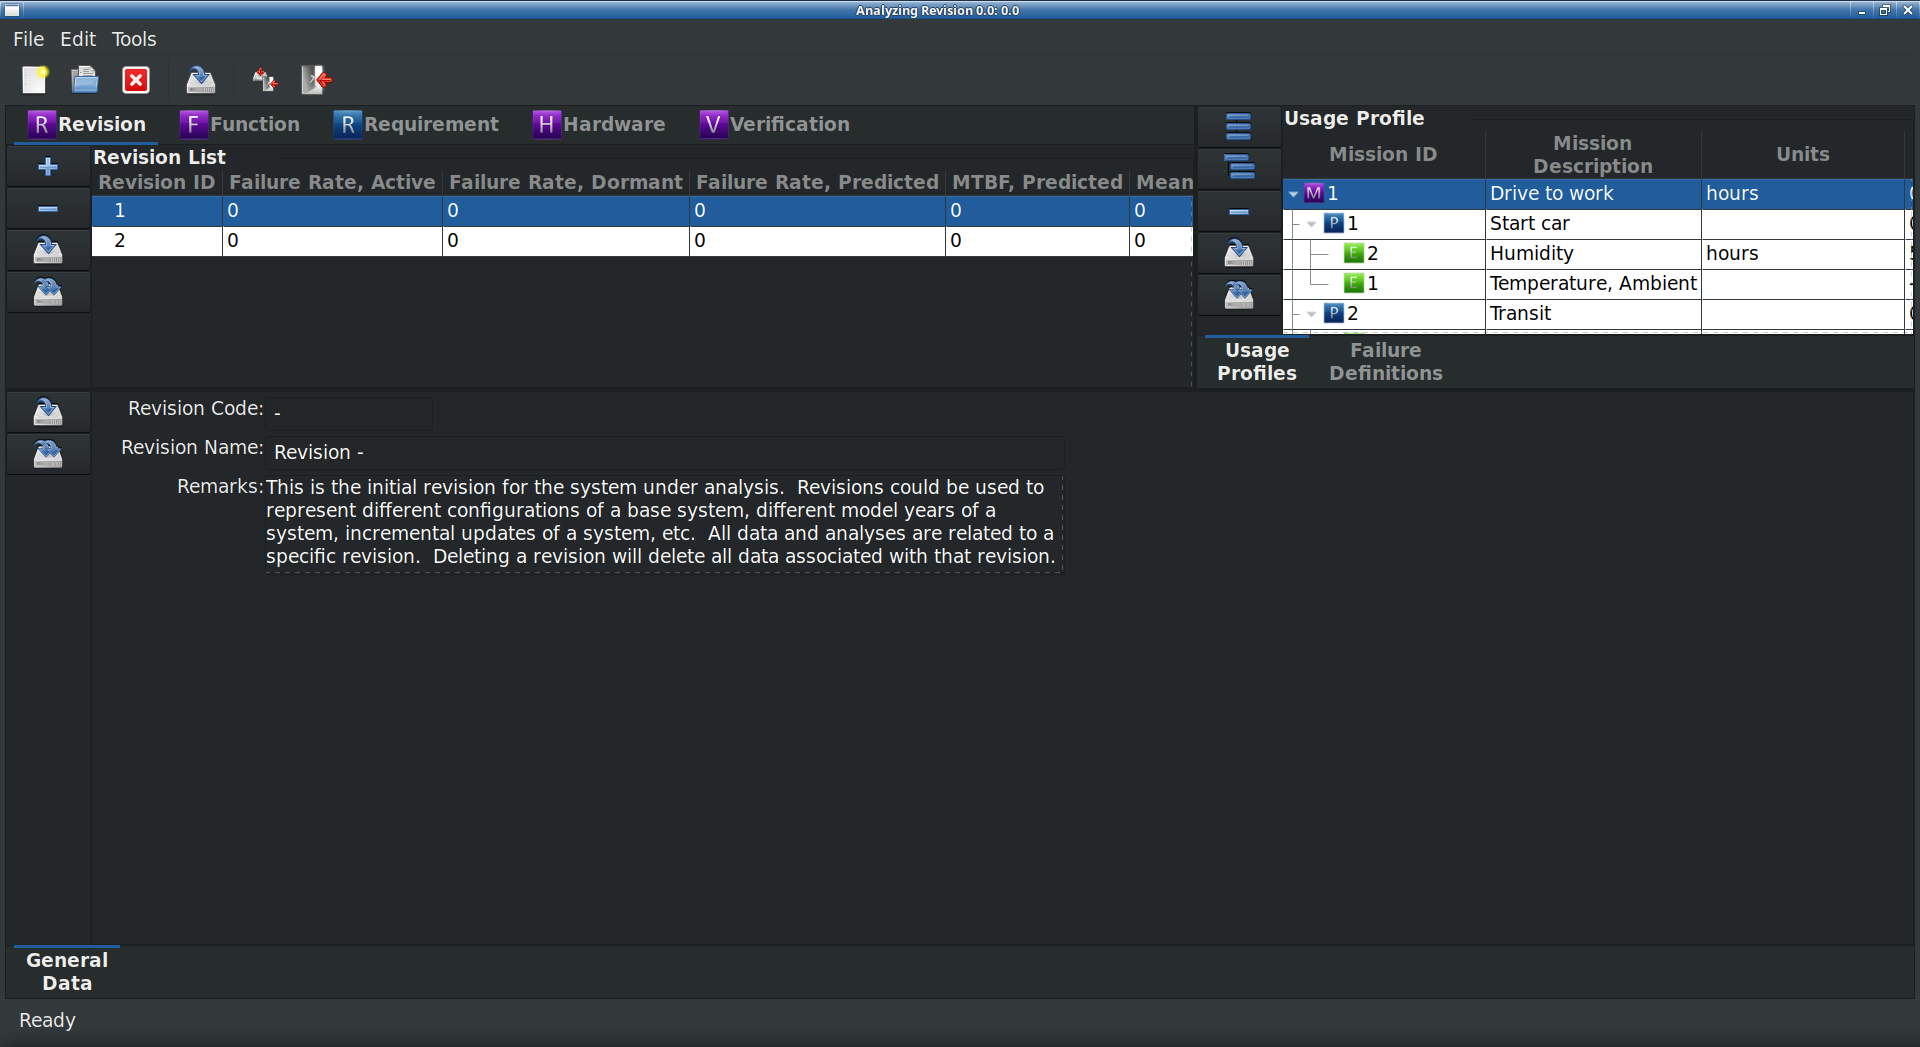 Analyzing Revision 0.0: 0.0
File Edit Tools
R Revision F Function R Requirement H Hardware V Verification
Revision List
Revision ID Failure Rate, Active Failure Rate, Dormant Failure Rate, Predicted MTBF, Predicted Mean
1 0 0 0 0 0
2 0 0 0 0 0
Usage Profile
Mission ID Mission Description Units
M 1 Drive to work hours
P 1 Start car
E 2 Humidity hours
E 1 Temperature, Ambient
P 2 Transit
Usage Profiles
Failure Definitions
Revision Code: -
Revision Name: Revision -
Remarks: This is the initial revision for the system under analysis.  Revisions could be used to
represent different configurations of a base system, different model years of a
system, incremental updates of a system, etc.  All data and analyses are related to a
specific revision.  Deleting a revision will delete all data associated with that revision.
General
Data
Ready